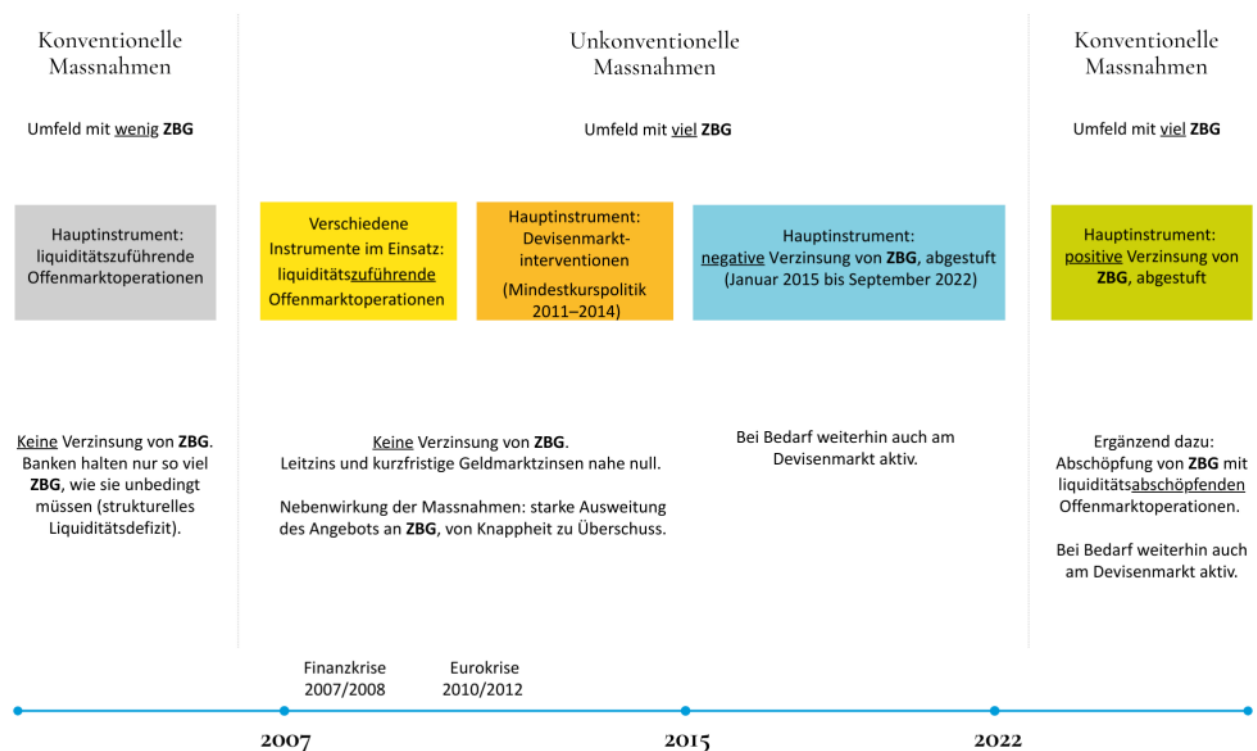 Konventionelle
Massnahmen
Unkonventionelle
Massnahmen
Konventionelle
Massnahmen
Umfeld mit wenig ZBG
Umfeld mit viel ZBG
Umfeld mit viel ZBG
Hauptinstrument:
liquiditätszuführende
Offenmarktoperationen
Verschiedene
Instrumente im Einsatz:
liquiditätszuführende
Offenmarktoperationen
Hauptinstrument:
Devisenmarkt-
interventionen
(Mindestkurspolitik
2011–2014)
Hauptinstrument:
negative Verzinsung von ZBG, abgestuft
(Januar 2015 bis September 2022)
Hauptinstrument:
positive Verzinsung von
ZBG, abgestuft
Keine Verzinsung von ZBG.
Banken halten nur so viel
ZBG, wie sie unbedingt
müssen (strukturelles
Liquiditätsdefizit).
Keine Verzinsung von ZBG.
Leitzins und kurzfristige Geldmarktzinsen nahe null.
Nebenwirkung der Massnahmen: starke Ausweitung
des Angebots an ZBG, von Knappheit zu Überschuss.
Bei Bedarf weiterhin auch am
Devisenmarkt aktiv.
Ergänzend dazu:
Abschöpfung von ZBG mit
liquiditätsabschöpfenden
Offenmarktoperationen.
Bei Bedarf weiterhin auch
am Devisenmarkt aktiv.
Finanzkrise
2007/2008
Eurokrise
2010/2012
2007
2015
2022